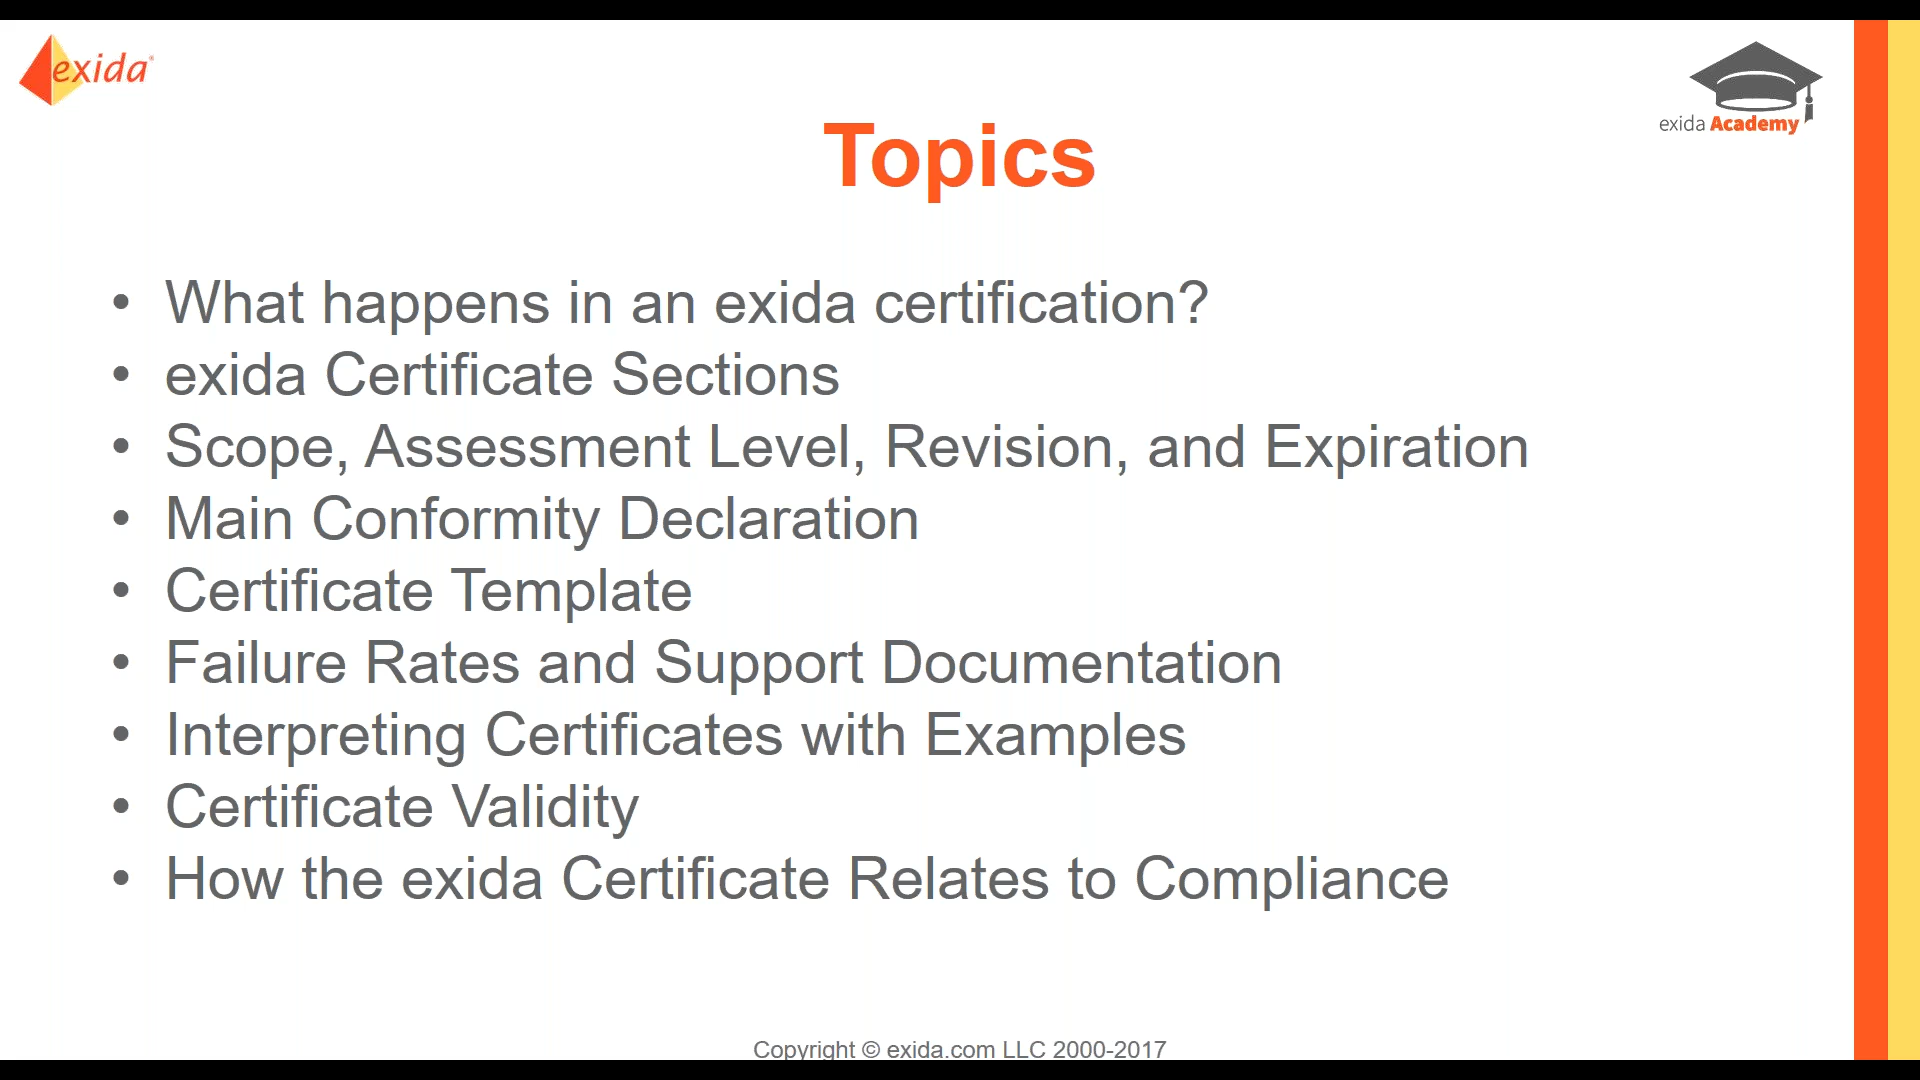 exida
exida Academy
Topics
• What happens in an exida certification?
• exida Certificate Sections
• Scope, Assessment Level, Revision, and Expiration
• Main Conformity Declaration
• Certificate Template
• Failure Rates and Support Documentation
• Interpreting Certificates with Examples
• Certificate Validity
• How the exida Certificate Relates to Compliance
Copyright © exida.com LLC 2000-2017